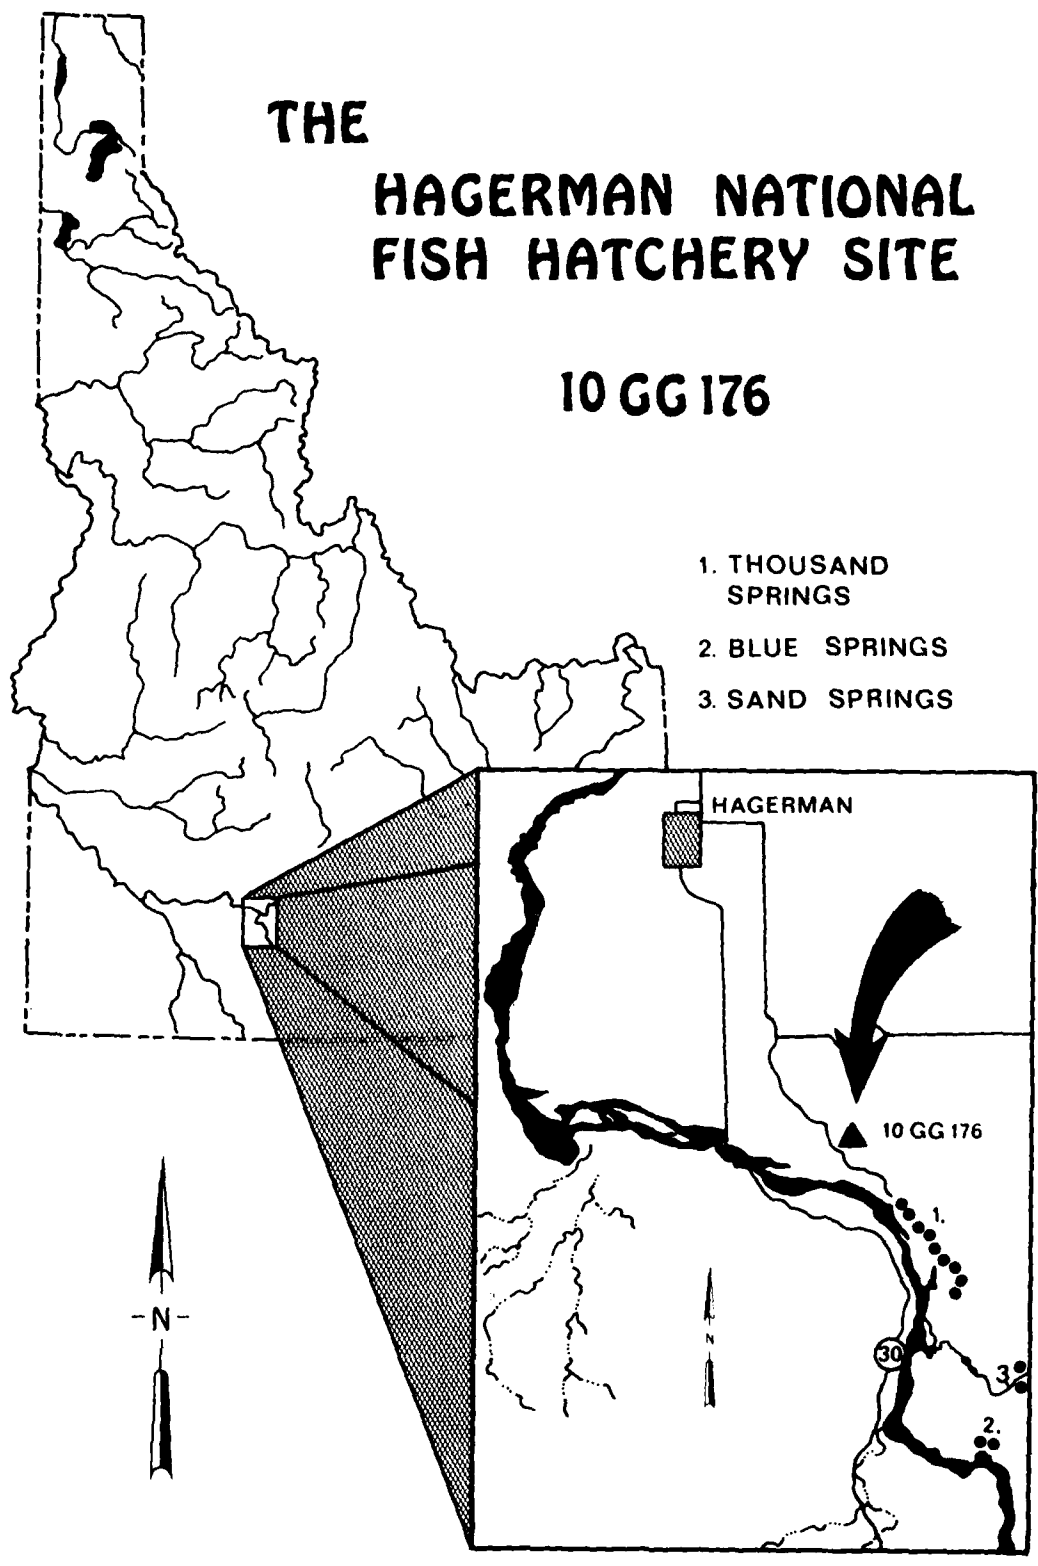 THE
HAGERMAN NATIONAL
FISH HATCHERY SITE
10 GG 176
1. THOUSAND
SPRINGS
2. BLUE SPRINGS
3. SAND SPRINGS
HAGERMAN
10 GG 176
1.
N
-N-
30
3.
2.